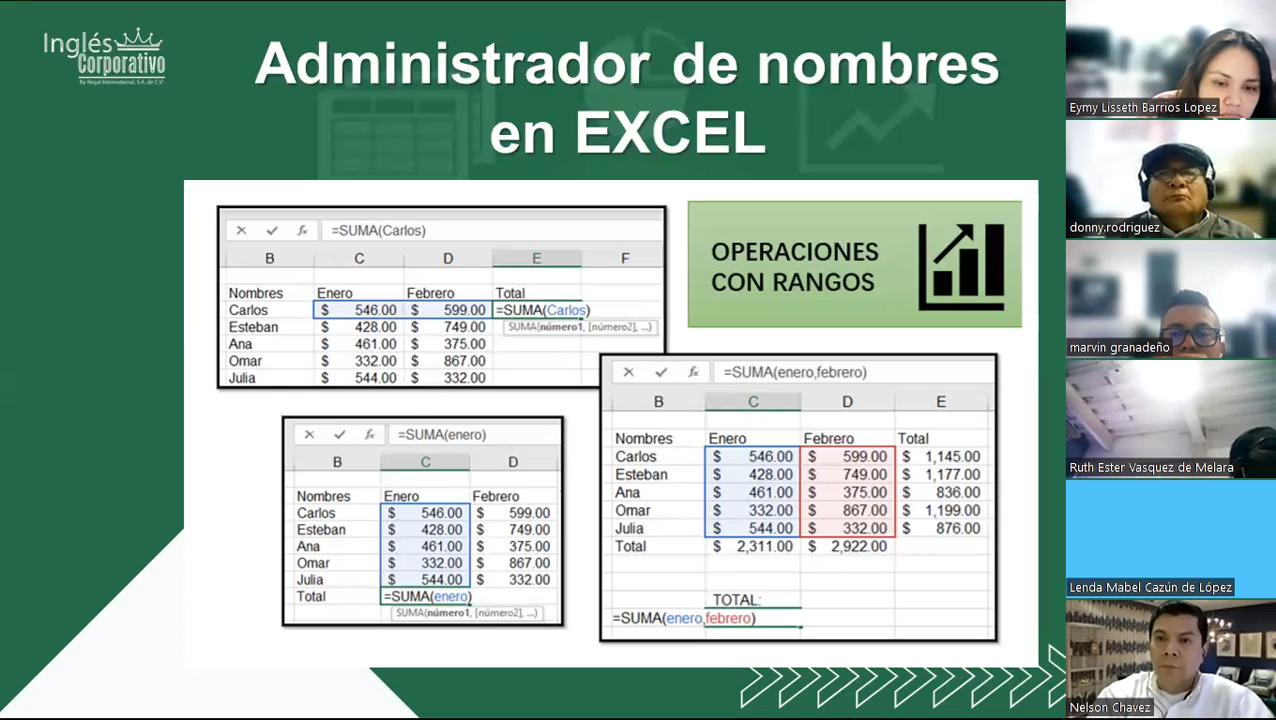 Inglés
Corporativo
By Regal International, S.A. de C.V.
Administrador de nombres
en EXCEL
=SUMA(Carlos)
B C D E F
Nombres Enero Febrero Total
Carlos $ 546.00 $ 599.00 =SUMA(Carlos)
Esteban $ 428.00 $ 749.00 SUMA(número1, [número2], ...)
Ana $ 461.00 $ 375.00
Omar $ 332.00 $ 867.00
Julia $ 544.00 $ 332.00
OPERACIONES
CON RANGOS
=SUMA(enero)
B C D
Nombres Enero Febrero
Carlos $ 546.00 $ 599.00
Esteban $ 428.00 $ 749.00
Ana $ 461.00 $ 375.00
Omar $ 332.00 $ 867.00
Julia $ 544.00 $ 332.00
Total =SUMA(enero)
SUMA(número1, [número2], ...)
=SUMA(enero,febrero)
B C D E
Nombres Enero Febrero Total
Carlos $ 546.00 $ 599.00 $ 1,145.00
Esteban $ 428.00 $ 749.00 $ 1,177.00
Ana $ 461.00 $ 375.00 $ 836.00
Omar $ 332.00 $ 867.00 $ 1,199.00
Julia $ 544.00 $ 332.00 $ 876.00
Total $ 2,311.00 $ 2,922.00
TOTAL:
=SUMA(enero,febrero)
Eymy Lisseth Barrios Lopez
donny.rodriguez
marvin granadeño
Ruth Ester Vasquez de Melara
Lenda Mabel Cazún de López
Nelson Chavez